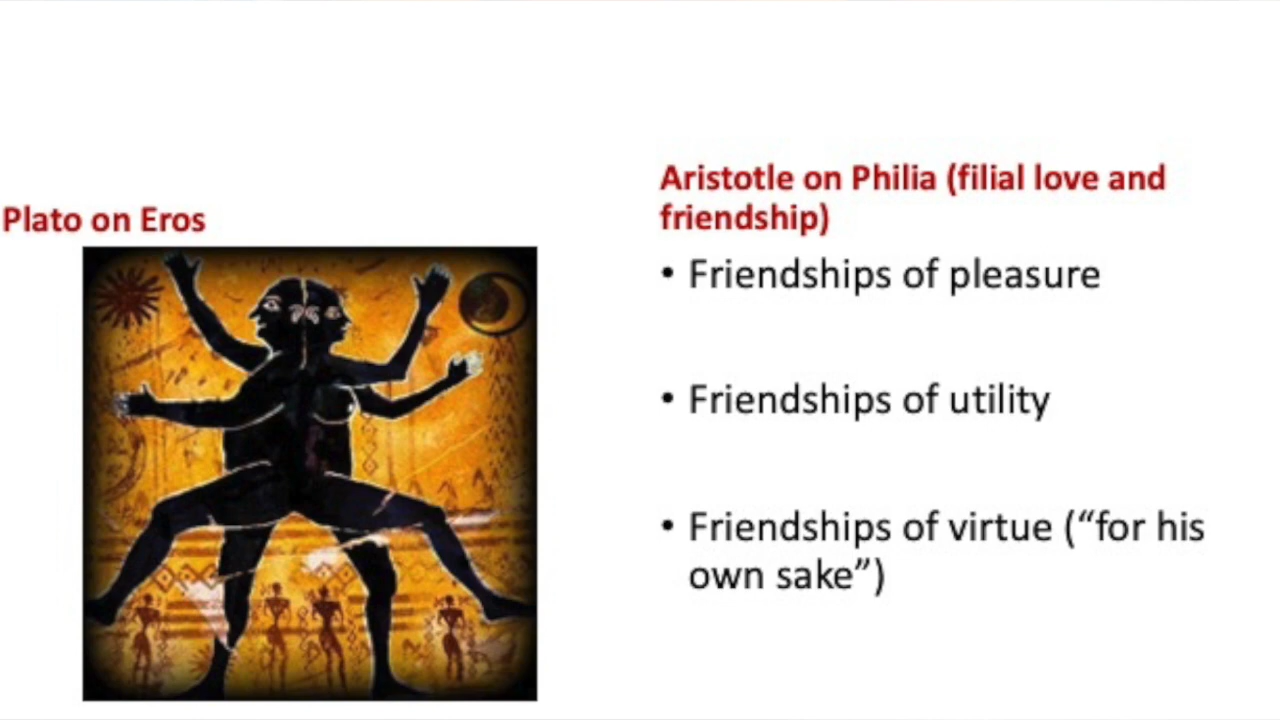 Plato on Eros
Aristotle on Philia (filial love and
friendship)
• Friendships of pleasure
• Friendships of utility
• Friendships of virtue (“for his
own sake”)